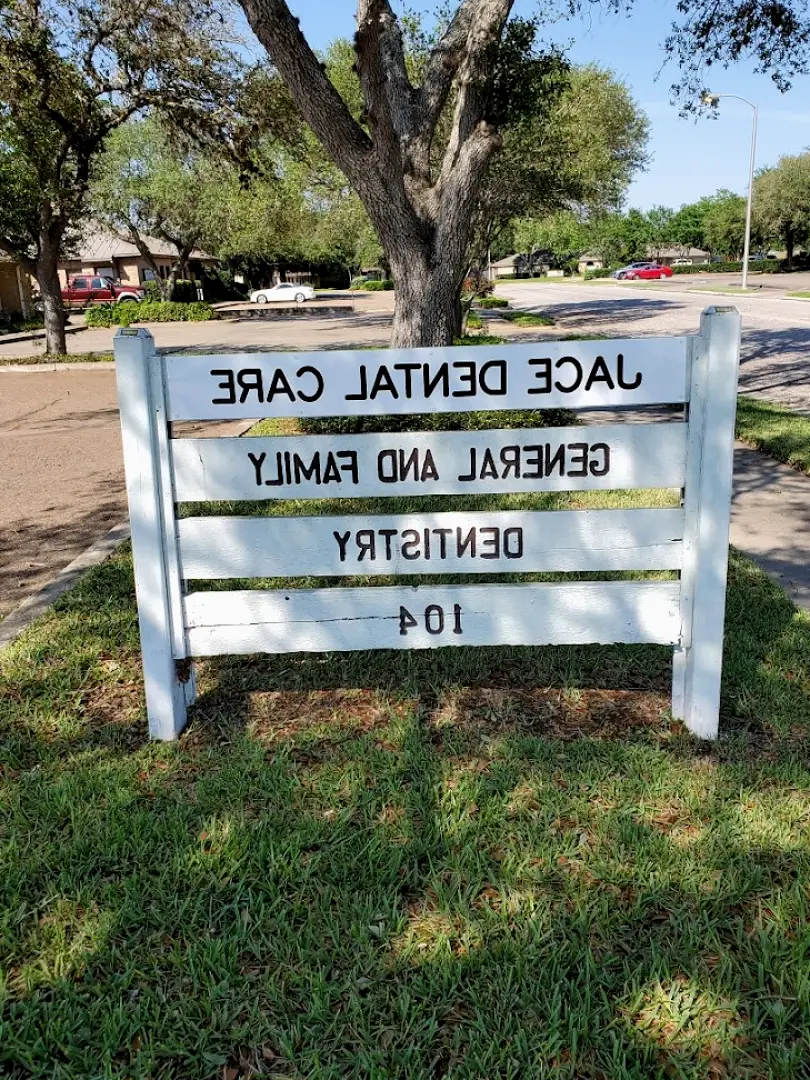 JACE DENTAL CARE
GENERAL AND FAMILY
DENTISTRY
104